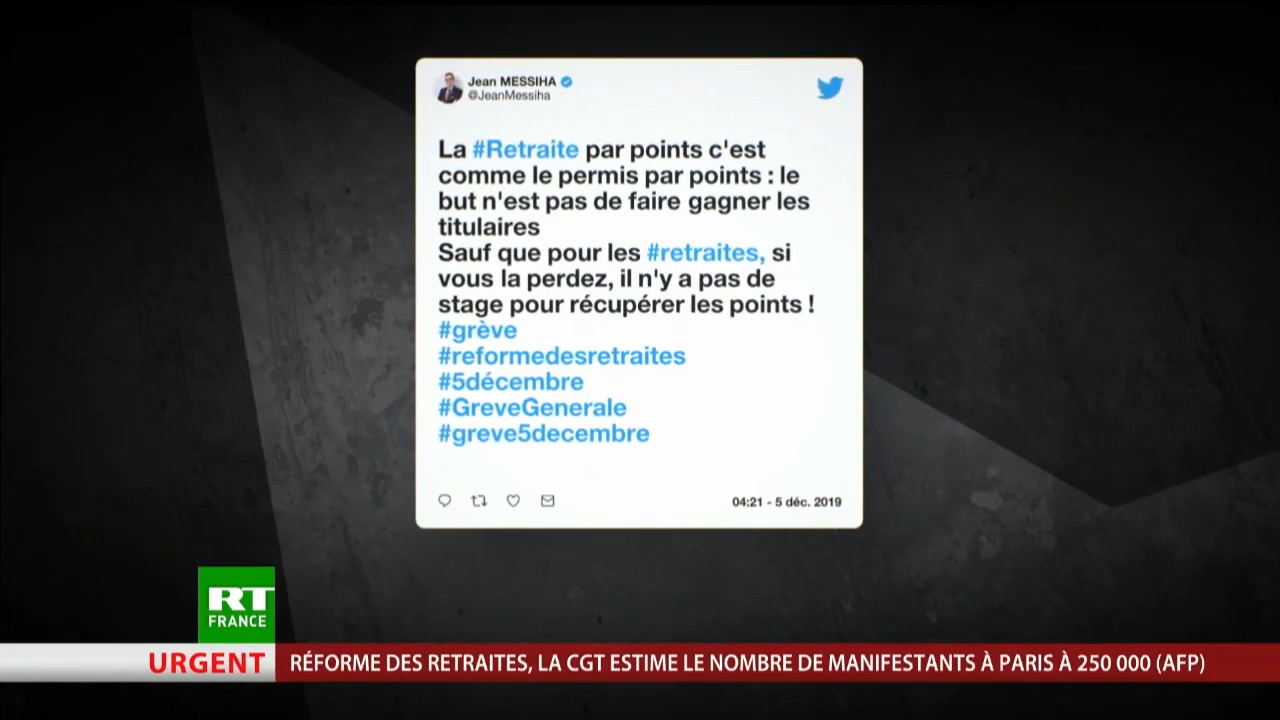 Jean MESSIHA
@JeanMessiha
La #Retraite par points c'est
comme le permis par points : le
but n'est pas de faire gagner les
titulaires
Sauf que pour les #retraites, si
vous la perdez, il n'y a pas de
stage pour récupérer les points !
#grève
#reformedesretraites
#5décembre
#GreveGenerale
#greve5decembre
04:21 - 5 déc. 2019
RT
FRANCE
URGENT
RÉFORME DES RETRAITES, LA CGT ESTIME LE NOMBRE DE MANIFESTANTS À PARIS À 250 000 (AFP)